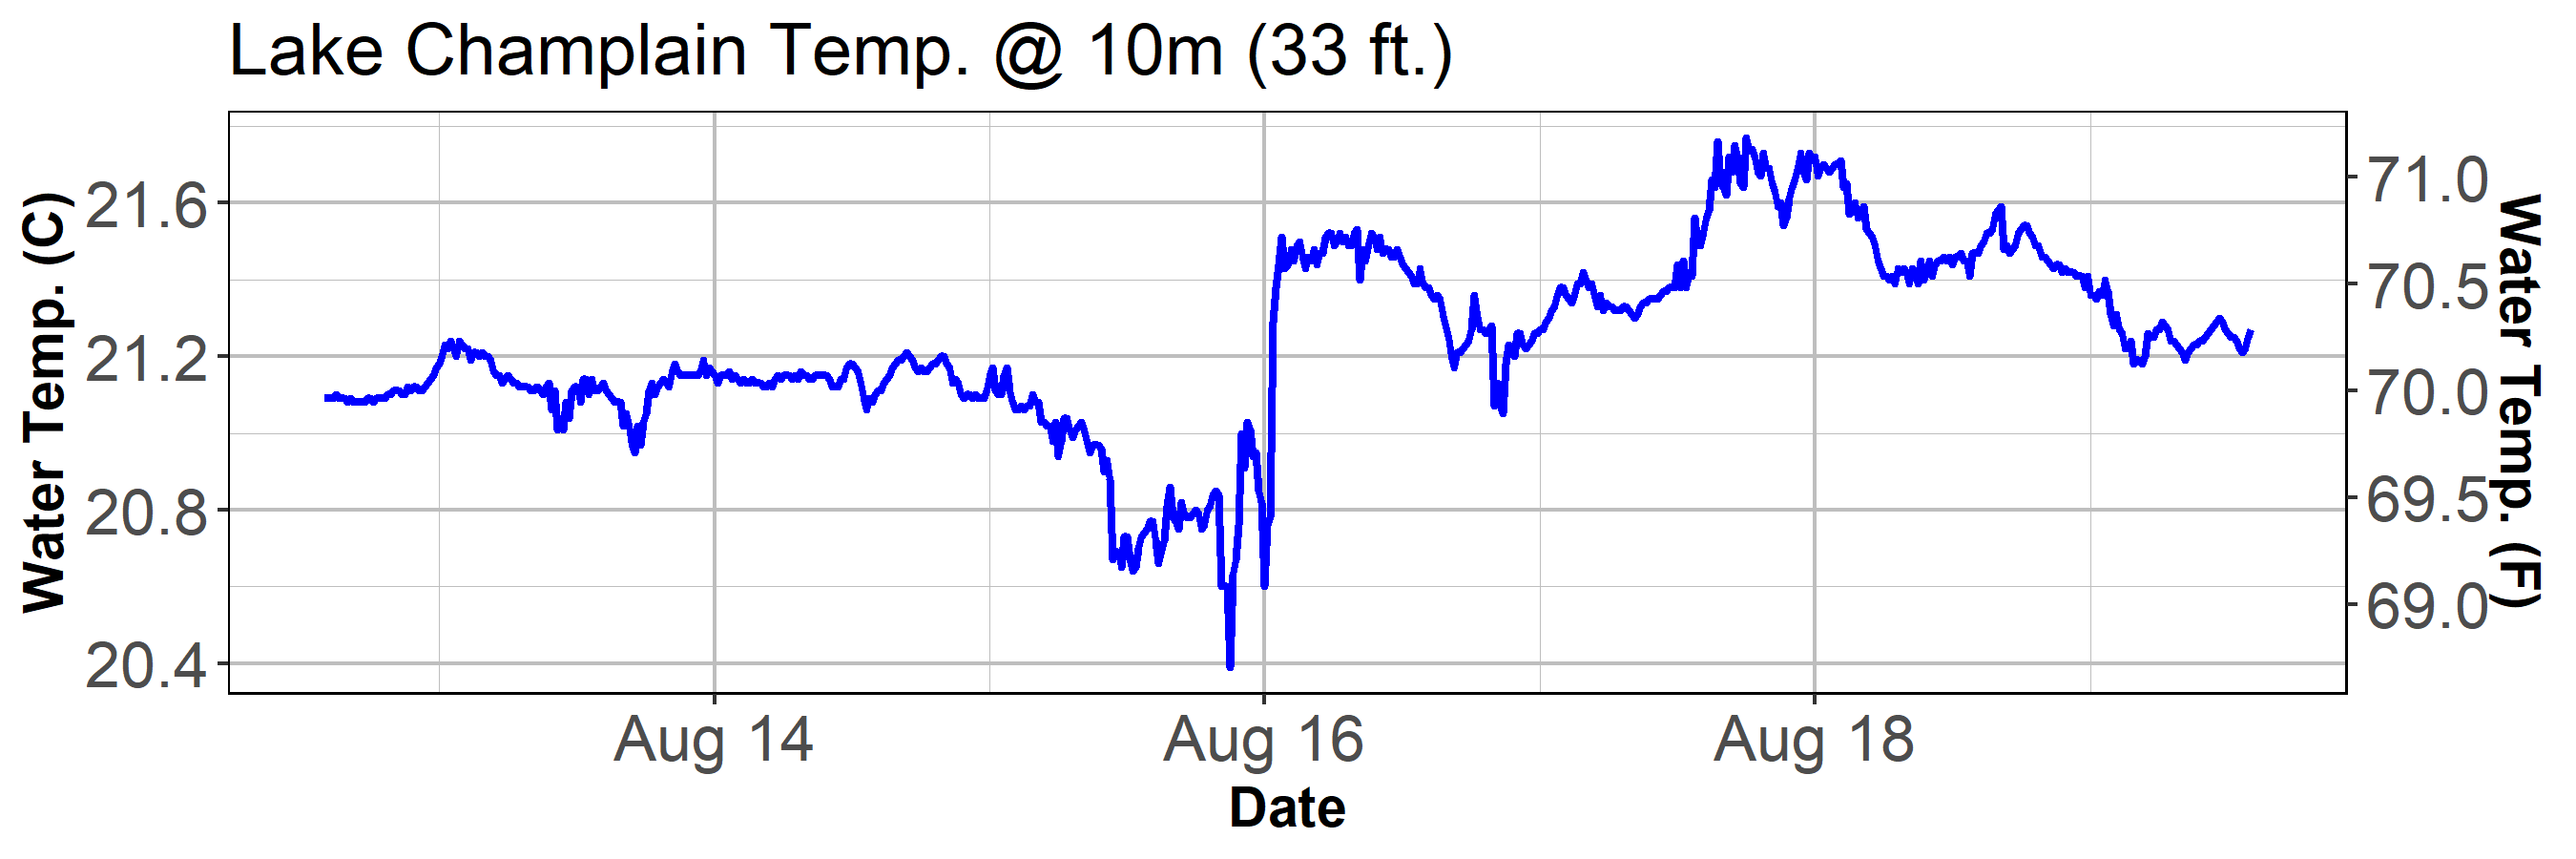 Lake Champlain Temp. @ 10m (33 ft.)
Water Temp. (C)
21.6
21.2
20.8
20.4
71.0
70.5
70.0
69.5
69.0
Water Temp. (F)
Aug 14
Aug 16
Aug 18
Date